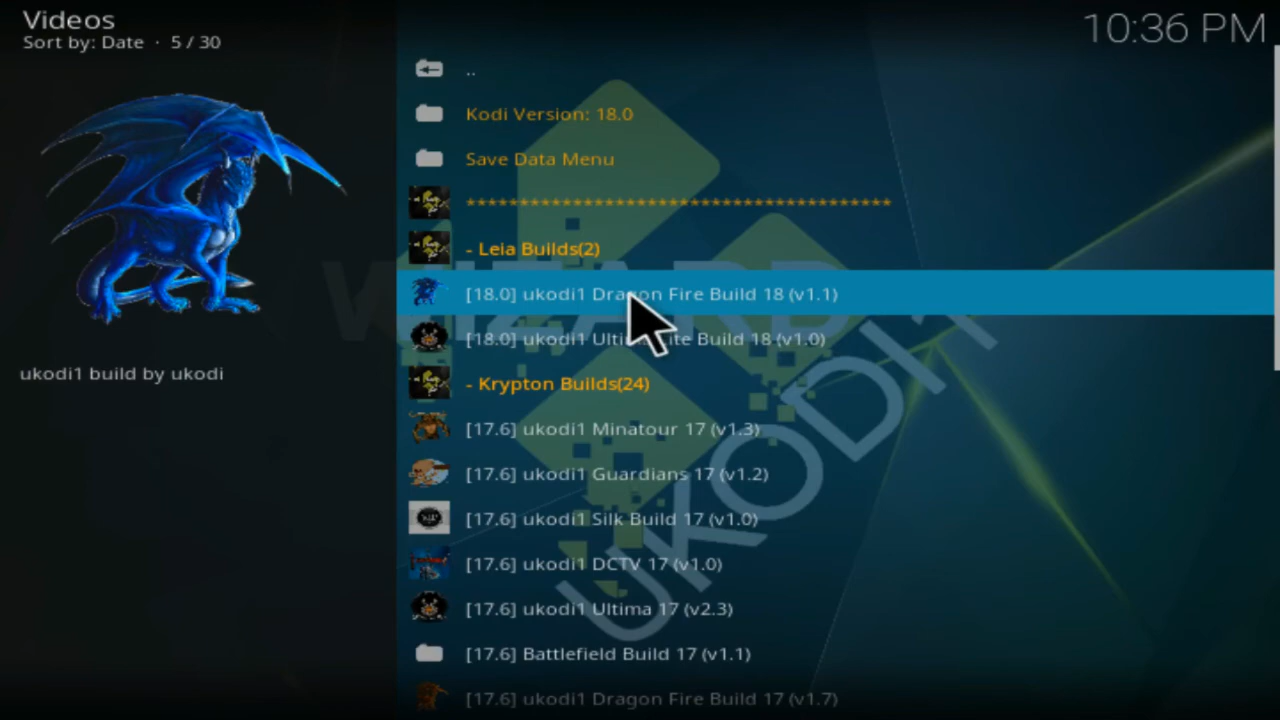 Videos
Sort by: Date · 5 / 30
10:36 PM
..
Kodi Version: 18.0
Save Data Menu
****************************************
- Leia Builds(2)
[18.0] ukodi1 Dragon Fire Build 18 (v1.1)
[18.0] ukodi1 Ultima Lite Build 18 (v1.0)
- Krypton Builds(24)
[17.6] ukodi1 Minatour 17 (v1.3)
[17.6] ukodi1 Guardians 17 (v1.2)
[17.6] ukodi1 Silk Build 17 (v1.0)
[17.6] ukodi1 DCTV 17 (v1.0)
[17.6] ukodi1 Ultima 17 (v2.3)
[17.6] Battlefield Build 17 (v1.1)
[17.6] ukodi1 Dragon Fire Build 17 (v1.7)
ukodi1 build by ukodi
WIZARD
UKODI1